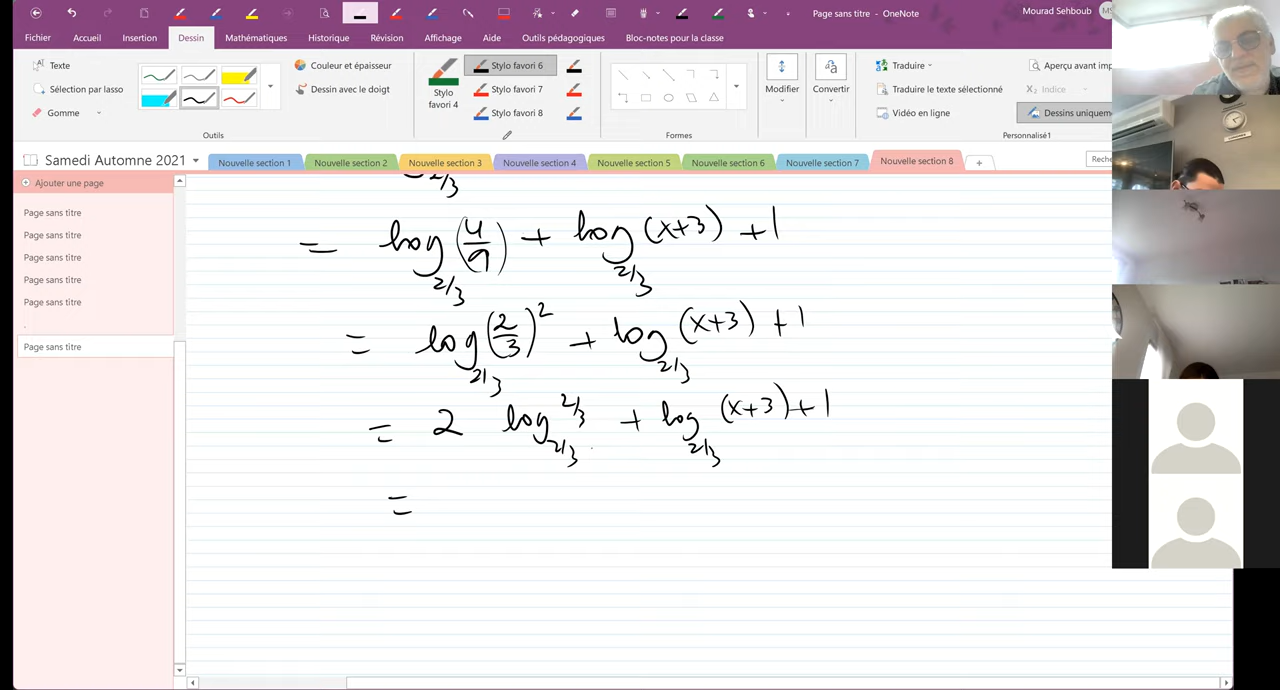 Page sans titre - OneNote
Mourad Sehboub
Fichier Accueil Insertion Dessin Mathématiques Historique Révision Affichage Aide Outils pédagogiques Bloc-notes pour la classe
Texte
Sélection par lasso
Gomme
Outils
Couleur et épaisseur
Dessin avec le doigt
Stylo favori 4
Stylo favori 6
Stylo favori 7
Stylo favori 8
Formes
Modifier
Convertir
Traduire
Traduire le texte sélectionné
Vidéo en ligne
Aperçu avant imp
Indice
Dessins uniqueme
Personnalisé1
Samedi Automne 2021
Nouvelle section 1 Nouvelle section 2 Nouvelle section 3 Nouvelle section 4 Nouvelle section 5 Nouvelle section 6 Nouvelle section 7 Nouvelle section 8 +
Reche
Ajouter une page
Page sans titre
Page sans titre
Page sans titre
Page sans titre
Page sans titre
.
Page sans titre
2/3
= log_{2/3} (4/9) + log_{2/3} (x+3) + 1
= log_{2/3} (2/3)^2 + log_{2/3} (x+3) + 1
= 2 log_{2/3} 2/3 + log_{2/3} (x+3) + 1
=